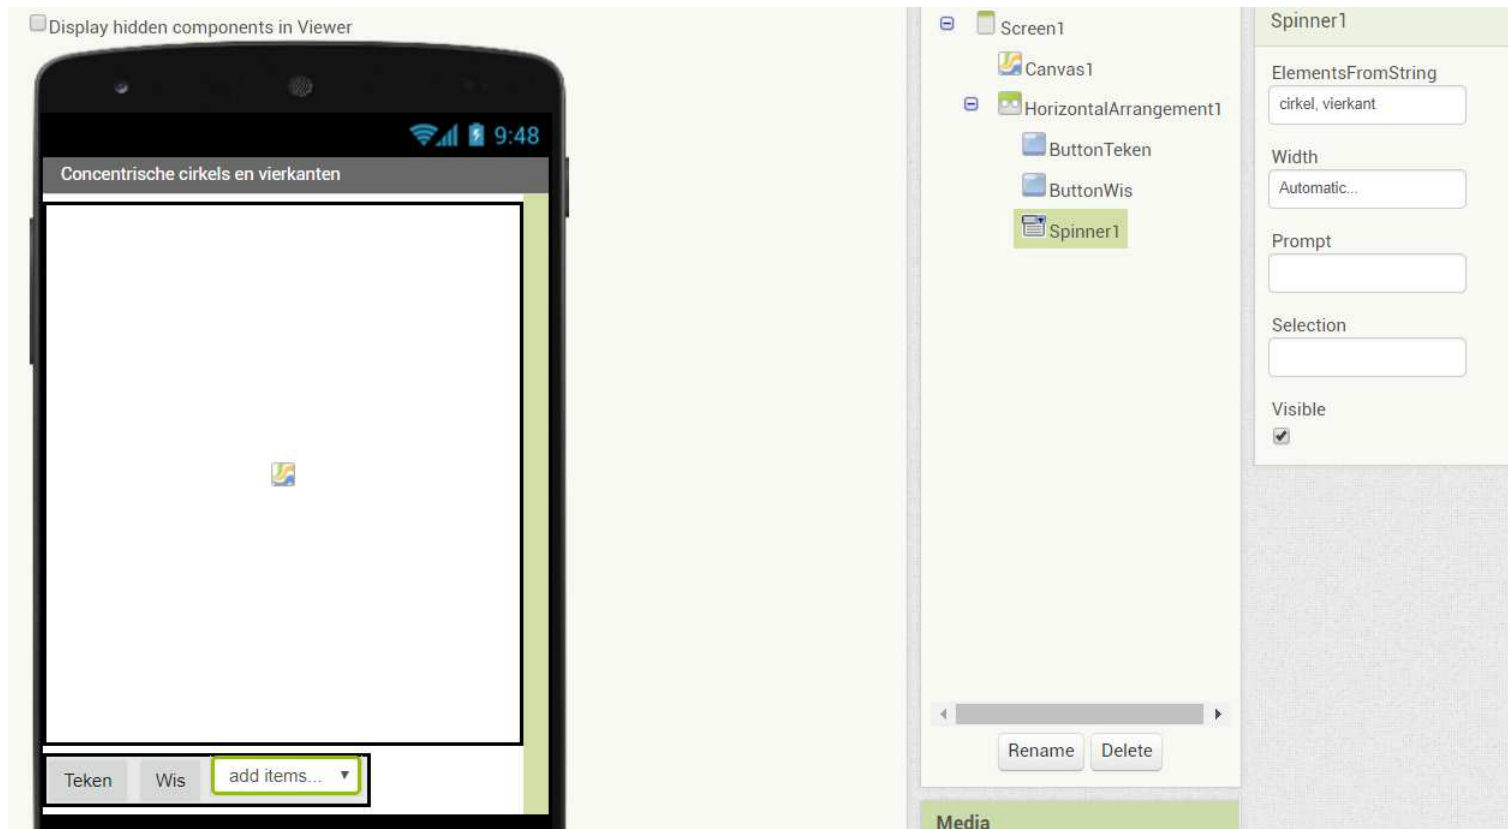 Display hidden components in Viewer
9:48
Concentrische cirkels en vierkanten
Teken
Wis
add items...
Screen1
Canvas1
HorizontalArrangement1
ButtonTeken
ButtonWis
Spinner1
Rename
Delete
Media
Spinner1
ElementsFromString
cirkel, vierkant
Width
Automatic...
Prompt
Selection
Visible